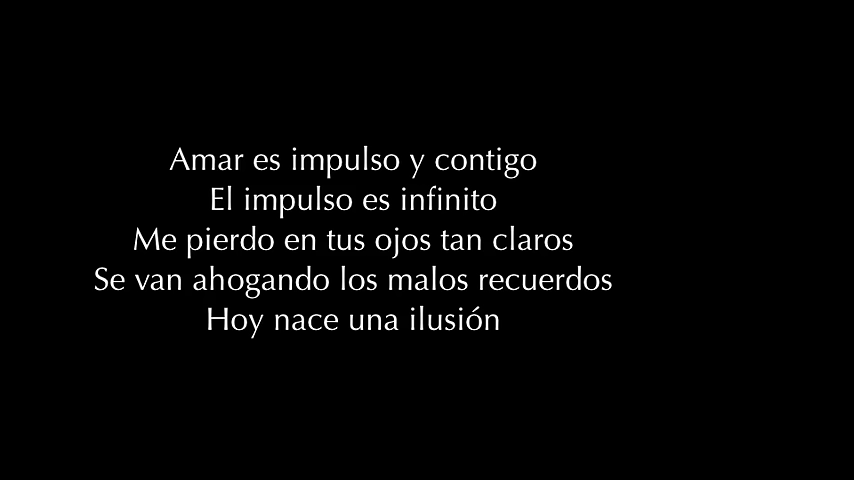 Amar es impulso y contigo
El impulso es infinito
Me pierdo en tus ojos tan claros
Se van ahogando los malos recuerdos
Hoy nace una ilusión